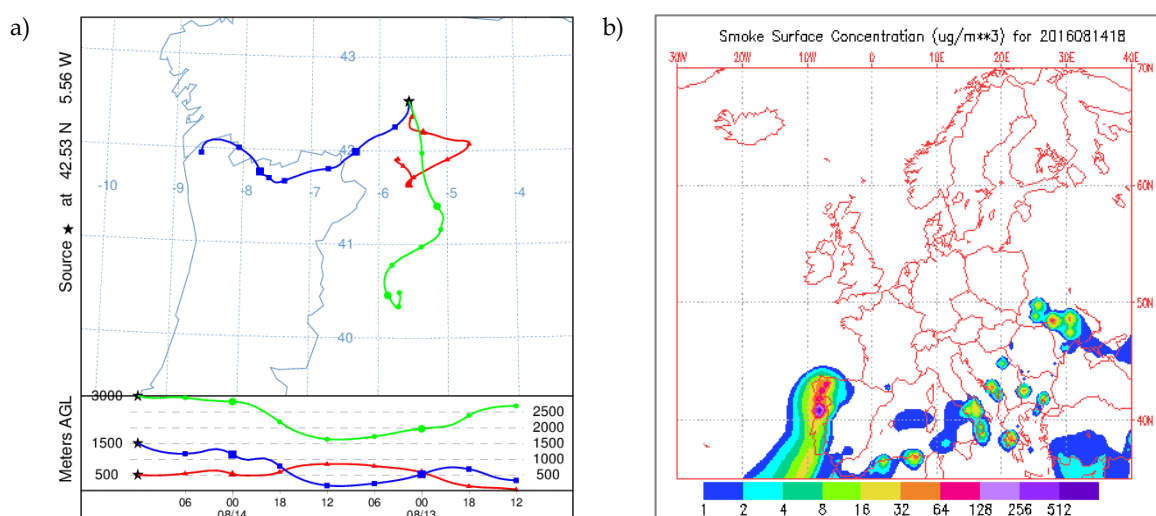 a)
Source ★ at 42.53 N 5.56 W
43
42
-10
-9
-8
-7
-6
-5
-4
41
40
Meters AGL
3000
1500
500
2500
2000
1500
1000
500
06
00
18
12
06
00
18
12
08/14
08/13
b)
Smoke Surface Concentration (ug/m**3) for 2016081418
30W
20W
10W
0
10E
20E
30E
40E
70N
60N
50N
40N
1 2 4 8 16 32 64 128 256 512